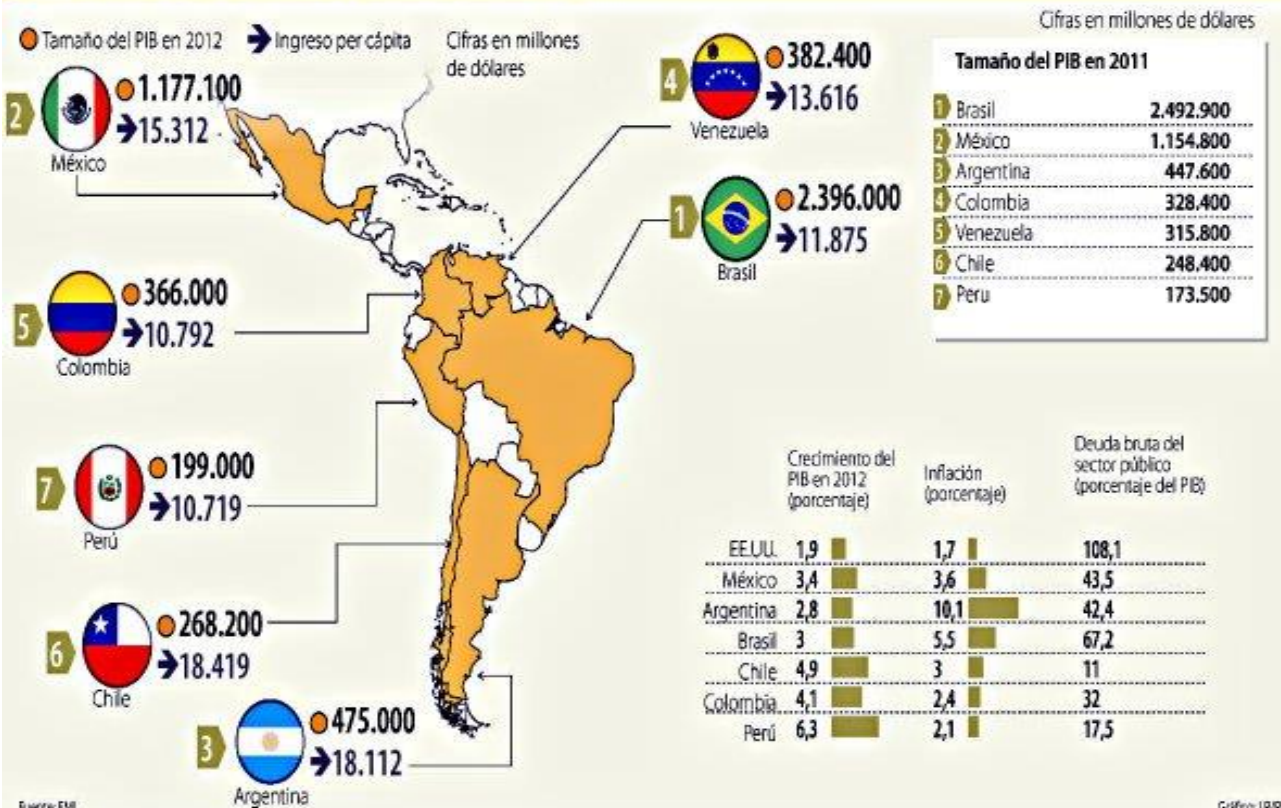 Tamaño del PIB en 2012
Ingreso per cápita
Cifras en millones
de dólares
2
1.177.100
15.312
México
4
382.400
13.616
Venezuela
1
2.396.000
11.875
Brasil
5
366.000
10.792
Colombia
7
199.000
10.719
Perú
6
268.200
18.419
Chile
3
475.000
18.112
Argentina
Cifras en millones de dólares
Tamaño del PIB en 2011
1 Brasil 2.492.900
2 México 1.154.800
3 Argentina 447.600
4 Colombia 328.400
5 Venezuela 315.800
6 Chile 248.400
7 Peru 173.500
Crecimiento del
PIB en 2012
(porcentaje)
Inflación
(porcentaje)
Deuda bruta del
sector público
(porcentaje del PIB)
EE.UU. 1,9 1,7 108,1
México 3,4 3,6 43,5
Argentina 2,8 10,1 42,4
Brasil 3 5,5 67,2
Chile 4,9 3 11
Colombia 4,1 2,4 32
Perú 6,3 2,1 17,5
Fuente: FMI